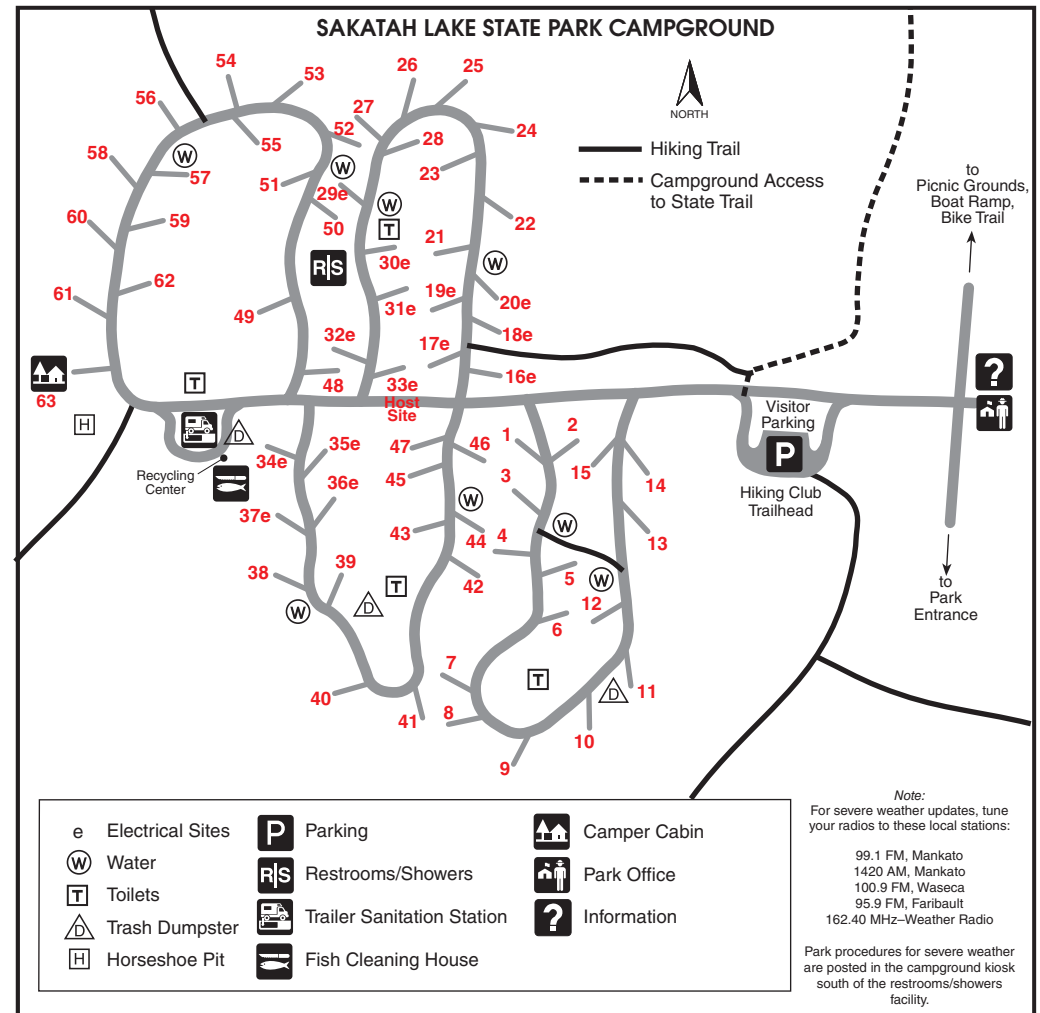 SAKATAH LAKE STATE PARK CAMPGROUND
54
53
26
25
56
27
52
28
24
NORTH
Hiking Trail
Campground Access
to State Trail
to
Picnic Grounds,
Boat Ramp,
Bike Trail
W
55
58
57
51
W
29e
23
W
60
59
50
T
21
22
R|S
30e
W
61
62
49
31e
19e
20e
32e
17e
18e
63
T
48
33e
16e
?
Host
Site
H
D
Recycling
Center
34e
35e
47
46
1
2
Visitor
Parking
P
Hiking Club
Trailhead
36e
45
3
15
14
37e
W
43
44
4
W
13
38
39
42
5
W
W
D
T
12
6
to
Park
Entrance
40
41
7
T
D
11
8
10
9
e Electrical Sites
W Water
T Toilets
D Trash Dumpster
H Horseshoe Pit
P Parking
R|S Restrooms/Showers
Trailer Sanitation Station
Fish Cleaning House
Camper Cabin
Park Office
? Information
Note:
For severe weather updates, tune
your radios to these local stations:
99.1 FM, Mankato
1420 AM, Mankato
100.9 FM, Waseca
95.9 FM, Faribault
162.40 MHz–Weather Radio
Park procedures for severe weather
are posted in the campground kiosk
south of the restrooms/showers
facility.